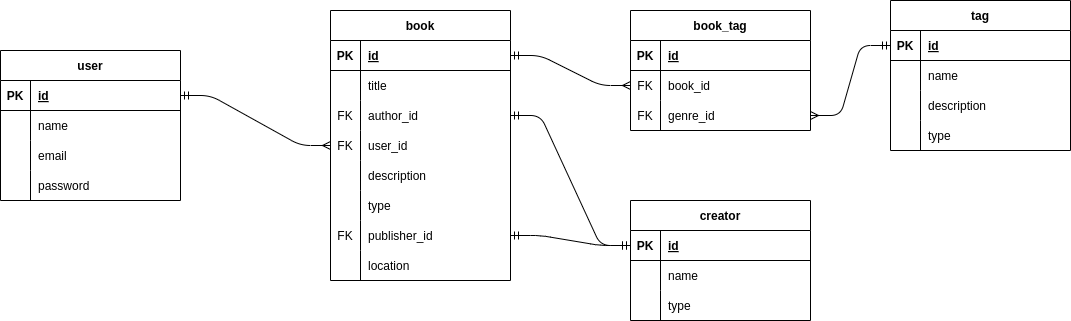 user
PK id
name
email
password
book
PK id
title
FK author_id
FK user_id
description
type
FK publisher_id
location
book_tag
PK id
FK book_id
FK genre_id
creator
PK id
name
type
tag
PK id
name
description
type